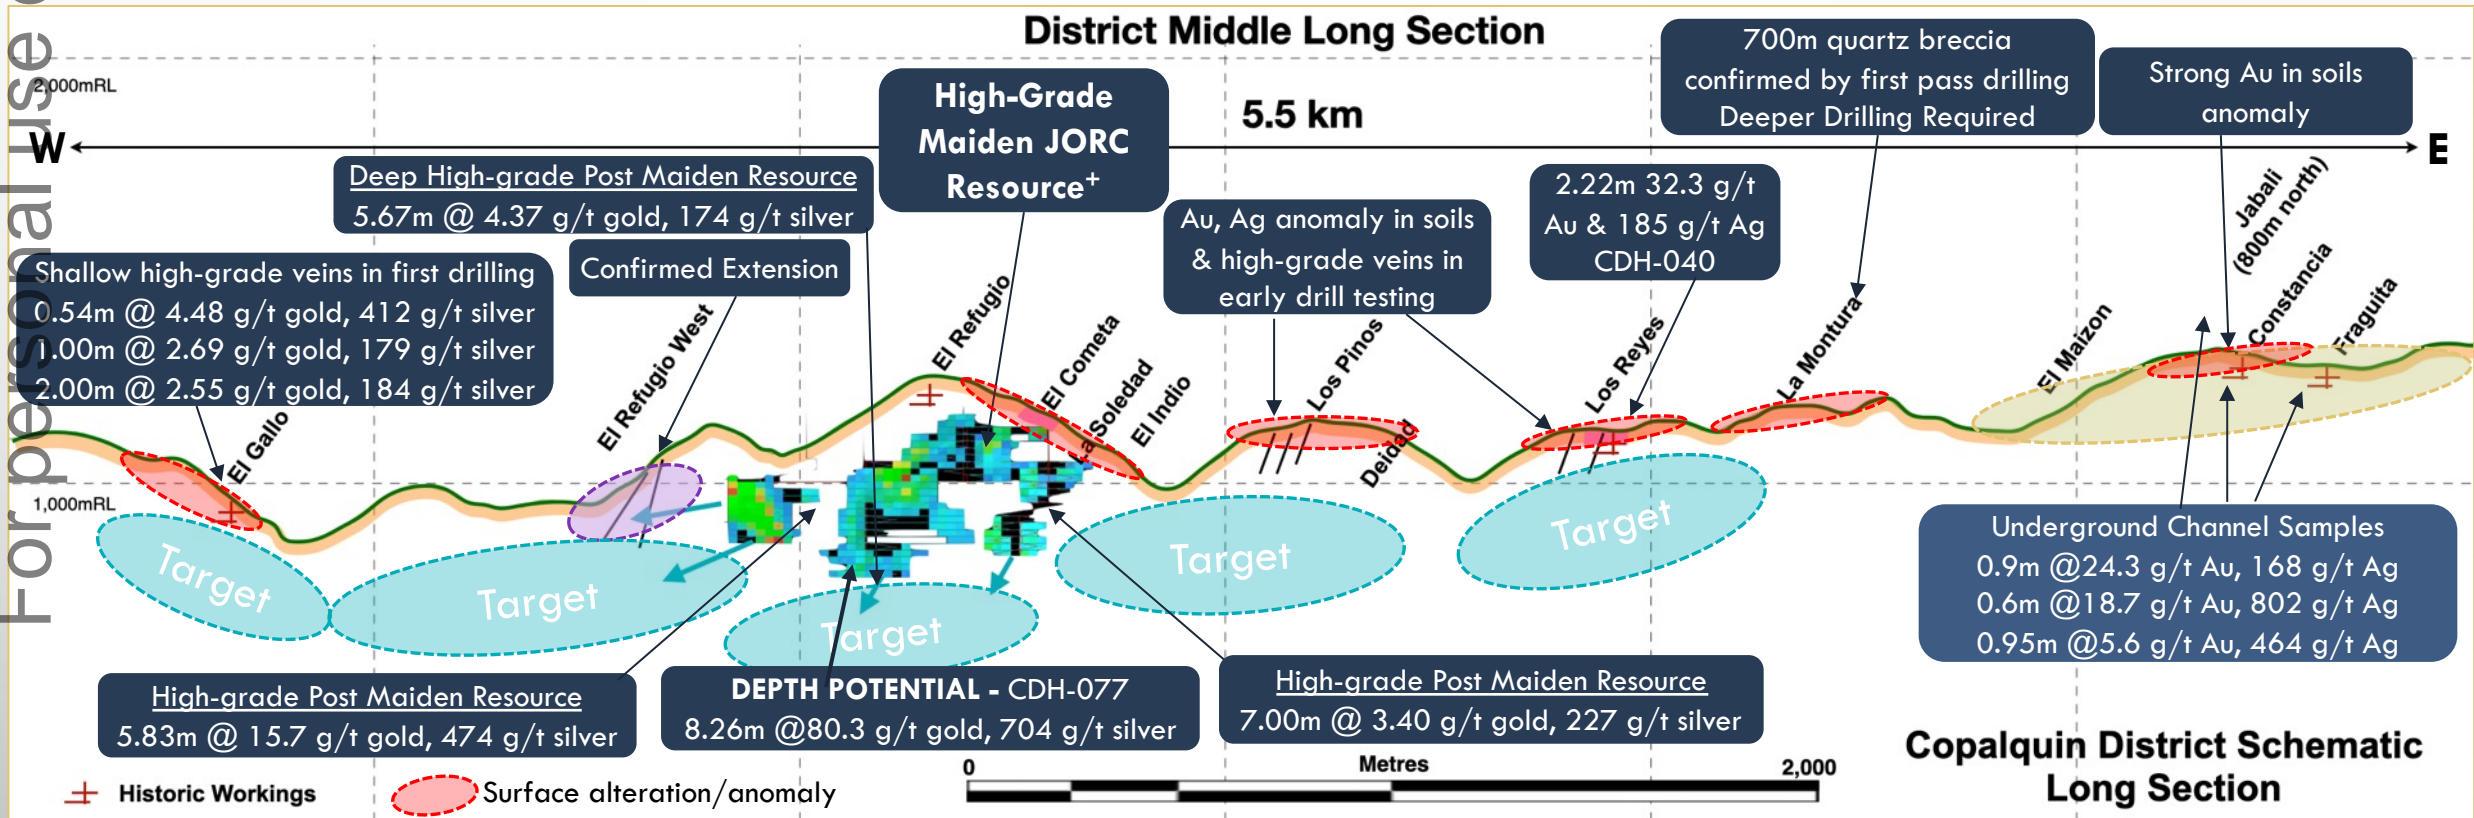 For personal use
District Middle Long Section
2,000mRL
W
5.5 km
E
High-Grade
Maiden JORC
Resource+
700m quartz breccia
confirmed by first pass drilling
Deeper Drilling Required
Strong Au in soils
anomaly
Deep High-grade Post Maiden Resource
5.67m @ 4.37 g/t gold, 174 g/t silver
Shallow high-grade veins in first drilling
0.54m @ 4.48 g/t gold, 412 g/t silver
1.00m @ 2.69 g/t gold, 179 g/t silver
2.00m @ 2.55 g/t gold, 184 g/t silver
Confirmed Extension
Au, Ag anomaly in soils
& high-grade veins in
early drill testing
2.22m 32.3 g/t
Au & 185 g/t Ag
CDH-040
El Gallo
El Refugio West
El Refugio
El Cometa
La Soledad
El Indio
Los Pinos
Deidad
Los Reyes
La Montura
El Maizon
Jabali
(800m north)
Constancia
Fraguita
1,000mRL
Target
Target
Target
Target
Target
Underground Channel Samples
0.9m @24.3 g/t Au, 168 g/t Ag
0.6m @18.7 g/t Au, 802 g/t Ag
0.95m @5.6 g/t Au, 464 g/t Ag
High-grade Post Maiden Resource
5.83m @ 15.7 g/t gold, 474 g/t silver
DEPTH POTENTIAL - CDH-077
8.26m @80.3 g/t gold, 704 g/t silver
High-grade Post Maiden Resource
7.00m @ 3.40 g/t gold, 227 g/t silver
Historic Workings
Surface alteration/anomaly
0
Metres
2,000
Copalquin District Schematic
Long Section